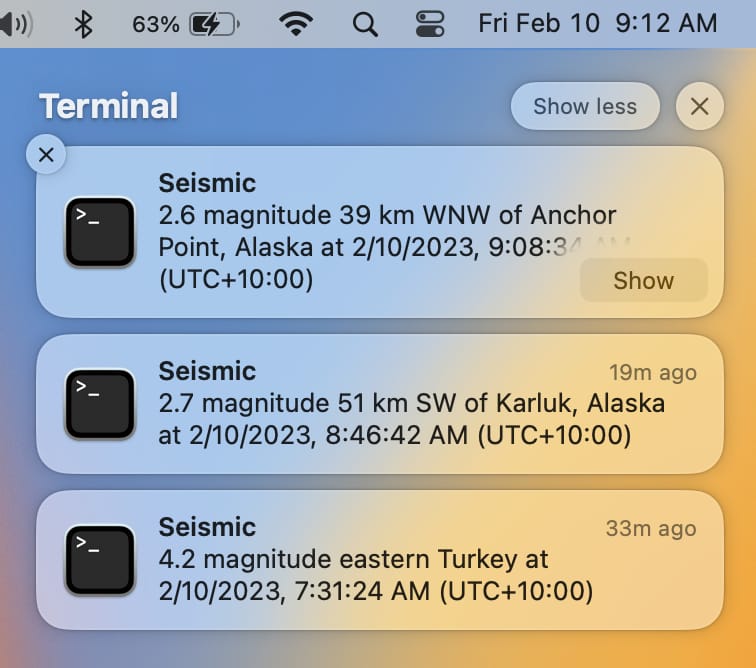 63% Fri Feb 10 9:12 AM
Terminal
Show less
Seismic
2.6 magnitude 39 km WNW of Anchor
Point, Alaska at 2/10/2023, 9:08:34 AM
(UTC+10:00)
Show
>_
Seismic 19m ago
2.7 magnitude 51 km SW of Karluk, Alaska
at 2/10/2023, 8:46:42 AM (UTC+10:00)
>_
Seismic 33m ago
4.2 magnitude eastern Turkey at
2/10/2023, 7:31:24 AM (UTC+10:00)
>_